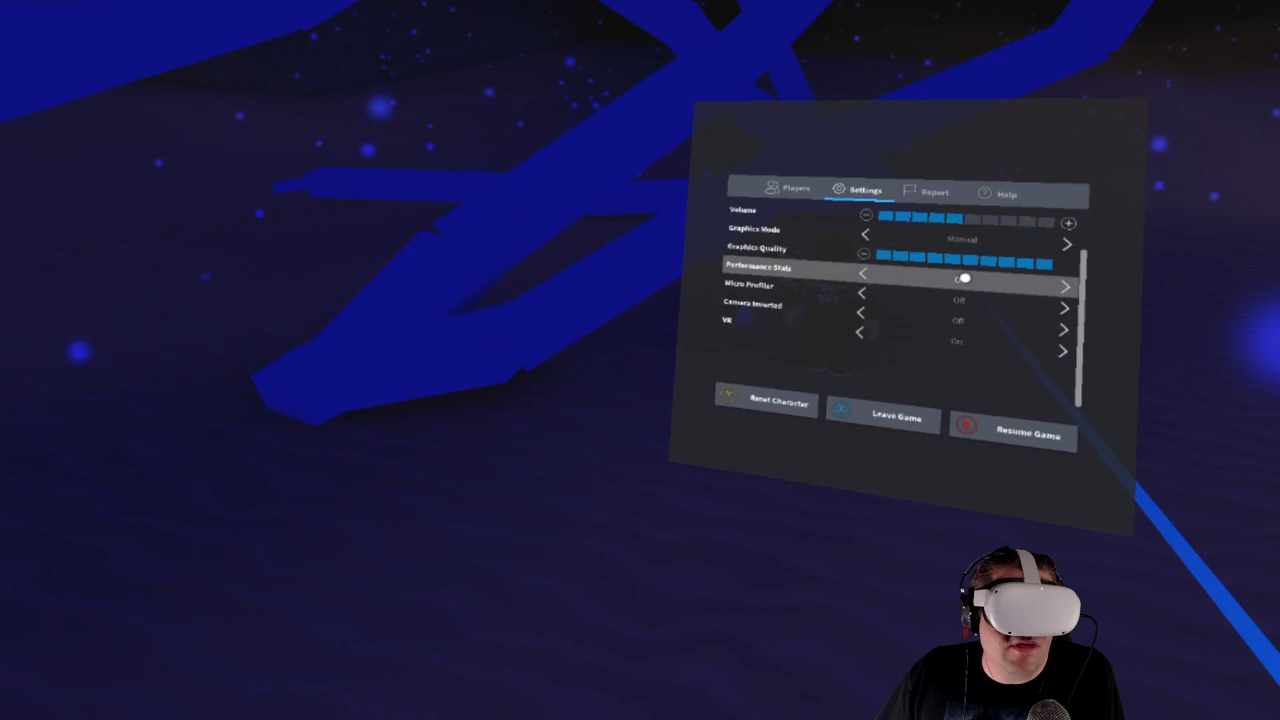 Players Settings Report Help
Volume
Graphics Mode Manual
Graphics Quality
Performance Stats
Micro Profiler Off
Camera Inverted Off
VR On
Y Reset Character X Leave Game B Resume Game